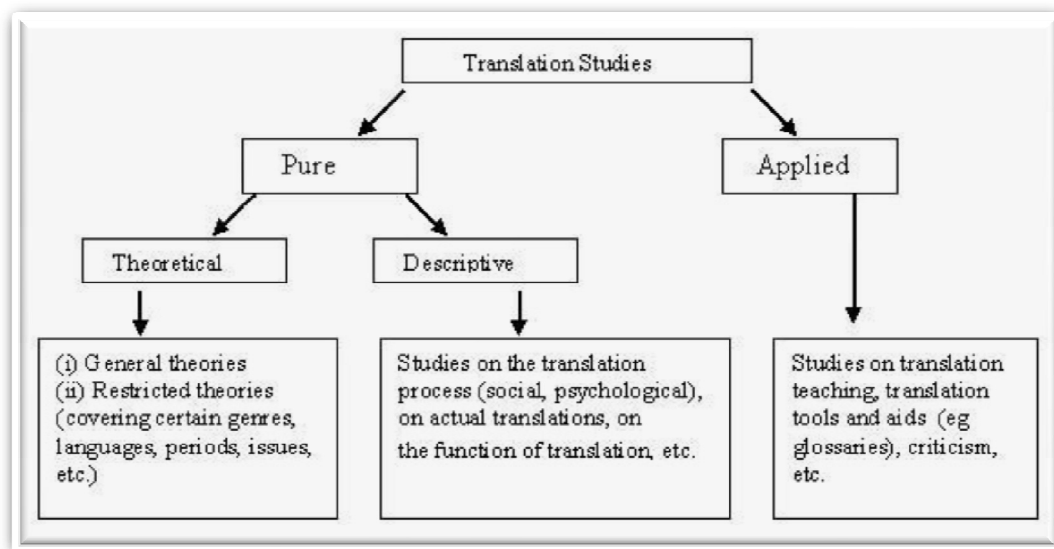 Translation Studies
Pure
Applied
Theoretical
Descriptive
(i) General theories
(ii) Restricted theories
(covering certain genres,
languages, periods, issues,
etc.)
Studies on the translation
process (social, psychological),
on actual translations, on
the function of translation, etc.
Studies on translation
teaching, translation
tools and aids (eg
glossaries), criticism,
etc.